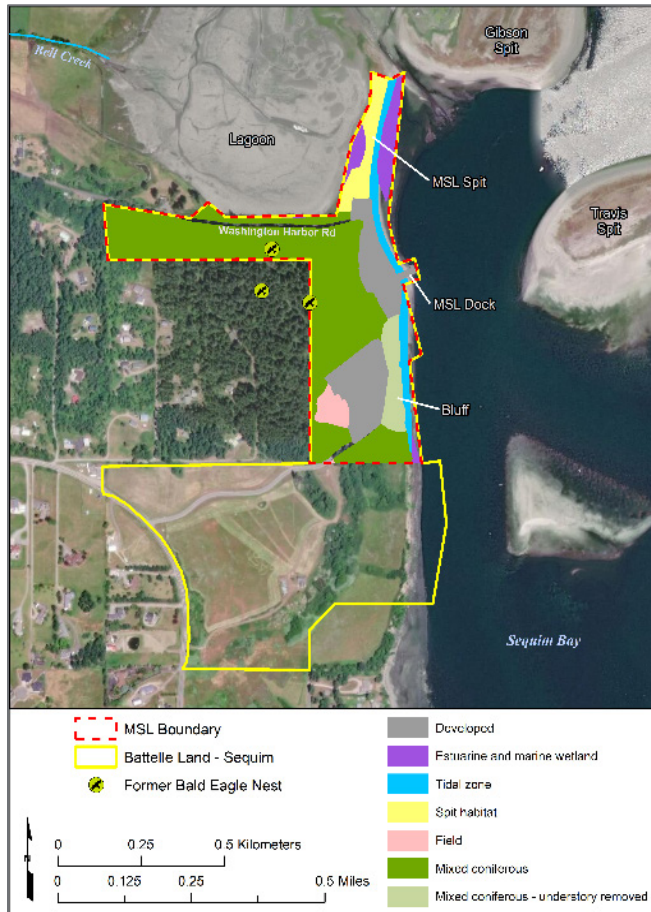 Gibson
Spit
Bell Creek
Lagoon
MSL Spit
Travis
Spit
Washington Harbor Rd
MSL Dock
Bluff
Sequim Bay
MSL Boundary
Battelle Land - Sequim
Former Bald Eagle Nest
Developed
Estuarine and marine wetland
Tidal zone
Spit habitat
Field
Mixed coniferous
Mixed coniferous - understory removed
0 0.25 0.5 Kilometers
0 0.125 0.25 0.5 Miles
N